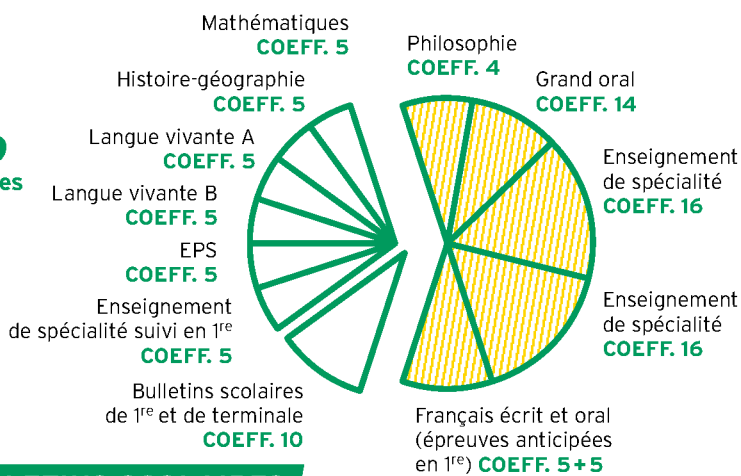 Mathématiques
COEFF. 5
Histoire-géographie
COEFF. 5
Langue vivante A
COEFF. 5
Langue vivante B
COEFF. 5
EPS
COEFF. 5
Enseignement
de spécialité suivi en 1re
COEFF. 5
Bulletins scolaires
de 1re et de terminale
COEFF. 10
Philosophie
COEFF. 4
Grand oral
COEFF. 14
Enseignement
de spécialité
COEFF. 16
Enseignement
de spécialité
COEFF. 16
Français écrit et oral
(épreuves anticipées
en 1re) COEFF. 5+5